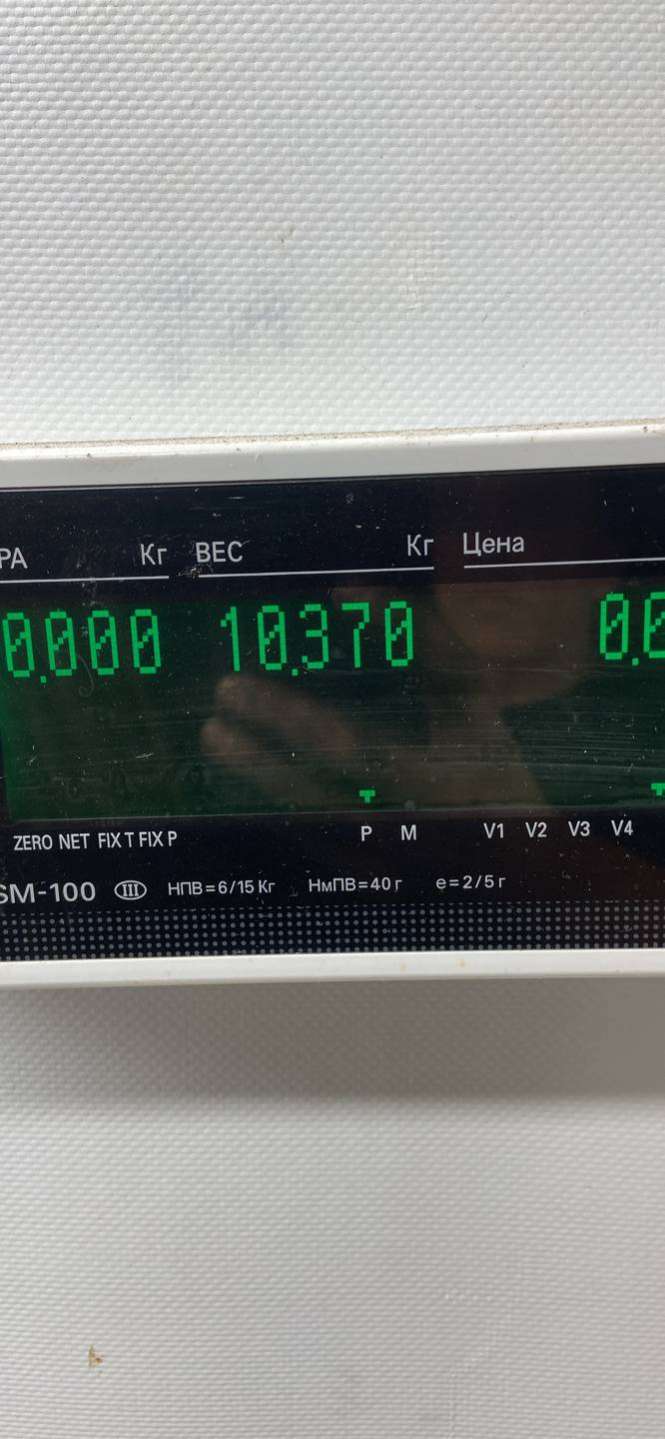 РА Кг ВЕС Кг Цена
0.000 10.370 0.0
ZERO NET FIX T FIX P P M V1 V2 V3 V4
SM-100 III НПВ=6/15 Кг НмПВ=40 г е=2/5 г